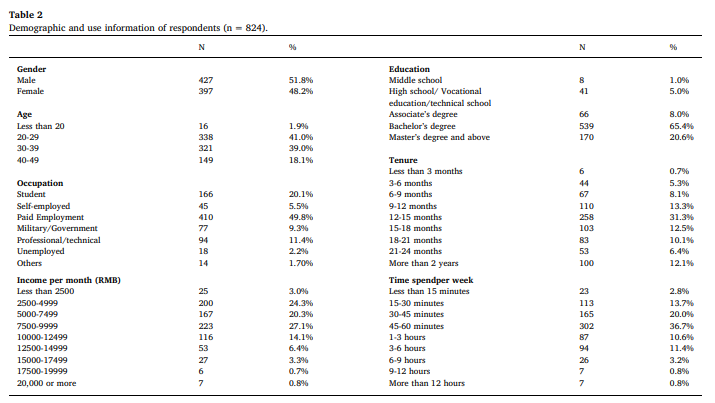 Table 2
Demographic and use information of respondents (n = 824).
N % N %
Gender Education
Male 427 51.8% Middle school 8 1.0%
Female 397 48.2% High school/ Vocational 41 5.0%
education/technical school
Age Associate's degree 66 8.0%
Less than 20 16 1.9% Bachelor's degree 539 65.4%
20-29 338 41.0% Master's degree and above 170 20.6%
30-39 321 39.0%
40-49 149 18.1% Tenure
Less than 3 months 6 0.7%
Occupation 3-6 months 44 5.3%
Student 166 20.1% 6-9 months 67 8.1%
Self-employed 45 5.5% 9-12 months 110 13.3%
Paid Employment 410 49.8% 12-15 months 258 31.3%
Military/Government 77 9.3% 15-18 months 103 12.5%
Professional/technical 94 11.4% 18-21 months 83 10.1%
Unemployed 18 2.2% 21-24 months 53 6.4%
Others 14 1.70% More than 2 years 100 12.1%
Income per month (RMB) Time spendper week
Less than 2500 25 3.0% Less than 15 minutes 23 2.8%
2500-4999 200 24.3% 15-30 minutes 113 13.7%
5000-7499 167 20.3% 30-45 minutes 165 20.0%
7500-9999 223 27.1% 45-60 minutes 302 36.7%
10000-12499 116 14.1% 1-3 hours 87 10.6%
12500-14999 53 6.4% 3-6 hours 94 11.4%
15000-17499 27 3.3% 6-9 hours 26 3.2%
17500-19999 6 0.7% 9-12 hours 7 0.8%
20,000 or more 7 0.8% More than 12 hours 7 0.8%